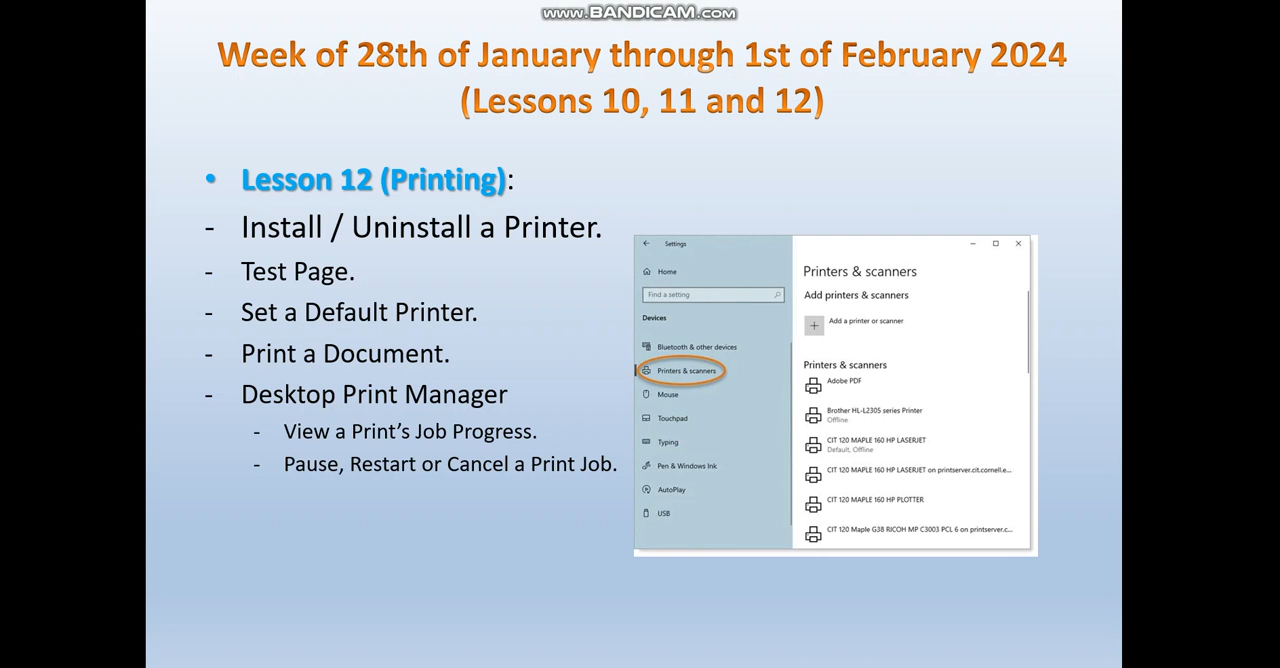 www.BANDICAM.com
Week of 28th of January through 1st of February 2024
(Lessons 10, 11 and 12)
• Lesson 12 (Printing):
- Install / Uninstall a Printer.
- Test Page.
- Set a Default Printer.
- Print a Document.
- Desktop Print Manager
- View a Print’s Job Progress.
- Pause, Restart or Cancel a Print Job.
Settings
Home
Find a setting
Devices
Bluetooth & other devices
Printers & scanners
Mouse
Touchpad
Typing
Pen & Windows Ink
AutoPlay
USB
Printers & scanners
Add printers & scanners
Add a printer or scanner
Printers & scanners
Adobe PDF
Brother HL-L2305 series Printer
Offline
CIT 120 MAPLE 160 HP LASERJET
Default, Offline
CIT 120 MAPLE 160 HP LASERJET on printserver.cit.cornell.e...
CIT 120 MAPLE 160 HP PLOTTER
CIT 120 Maple G38 RICOH MP C3003 PCL 6 on printserver.c...